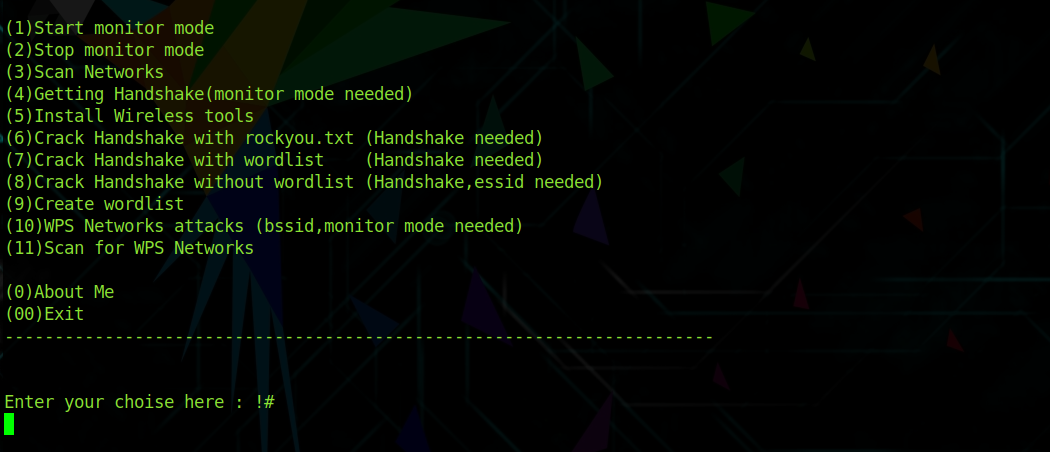 (1)Start monitor mode
(2)Stop monitor mode
(3)Scan Networks
(4)Getting Handshake(monitor mode needed)
(5)Install Wireless tools
(6)Crack Handshake with rockyou.txt (Handshake needed)
(7)Crack Handshake with wordlist    (Handshake needed)
(8)Crack Handshake without wordlist (Handshake,essid needed)
(9)Create wordlist
(10)WPS Networks attacks (bssid,monitor mode needed)
(11)Scan for WPS Networks
(0)About Me
(00)Exit
-----------------------------------------------------------------------
Enter your choise here : !#